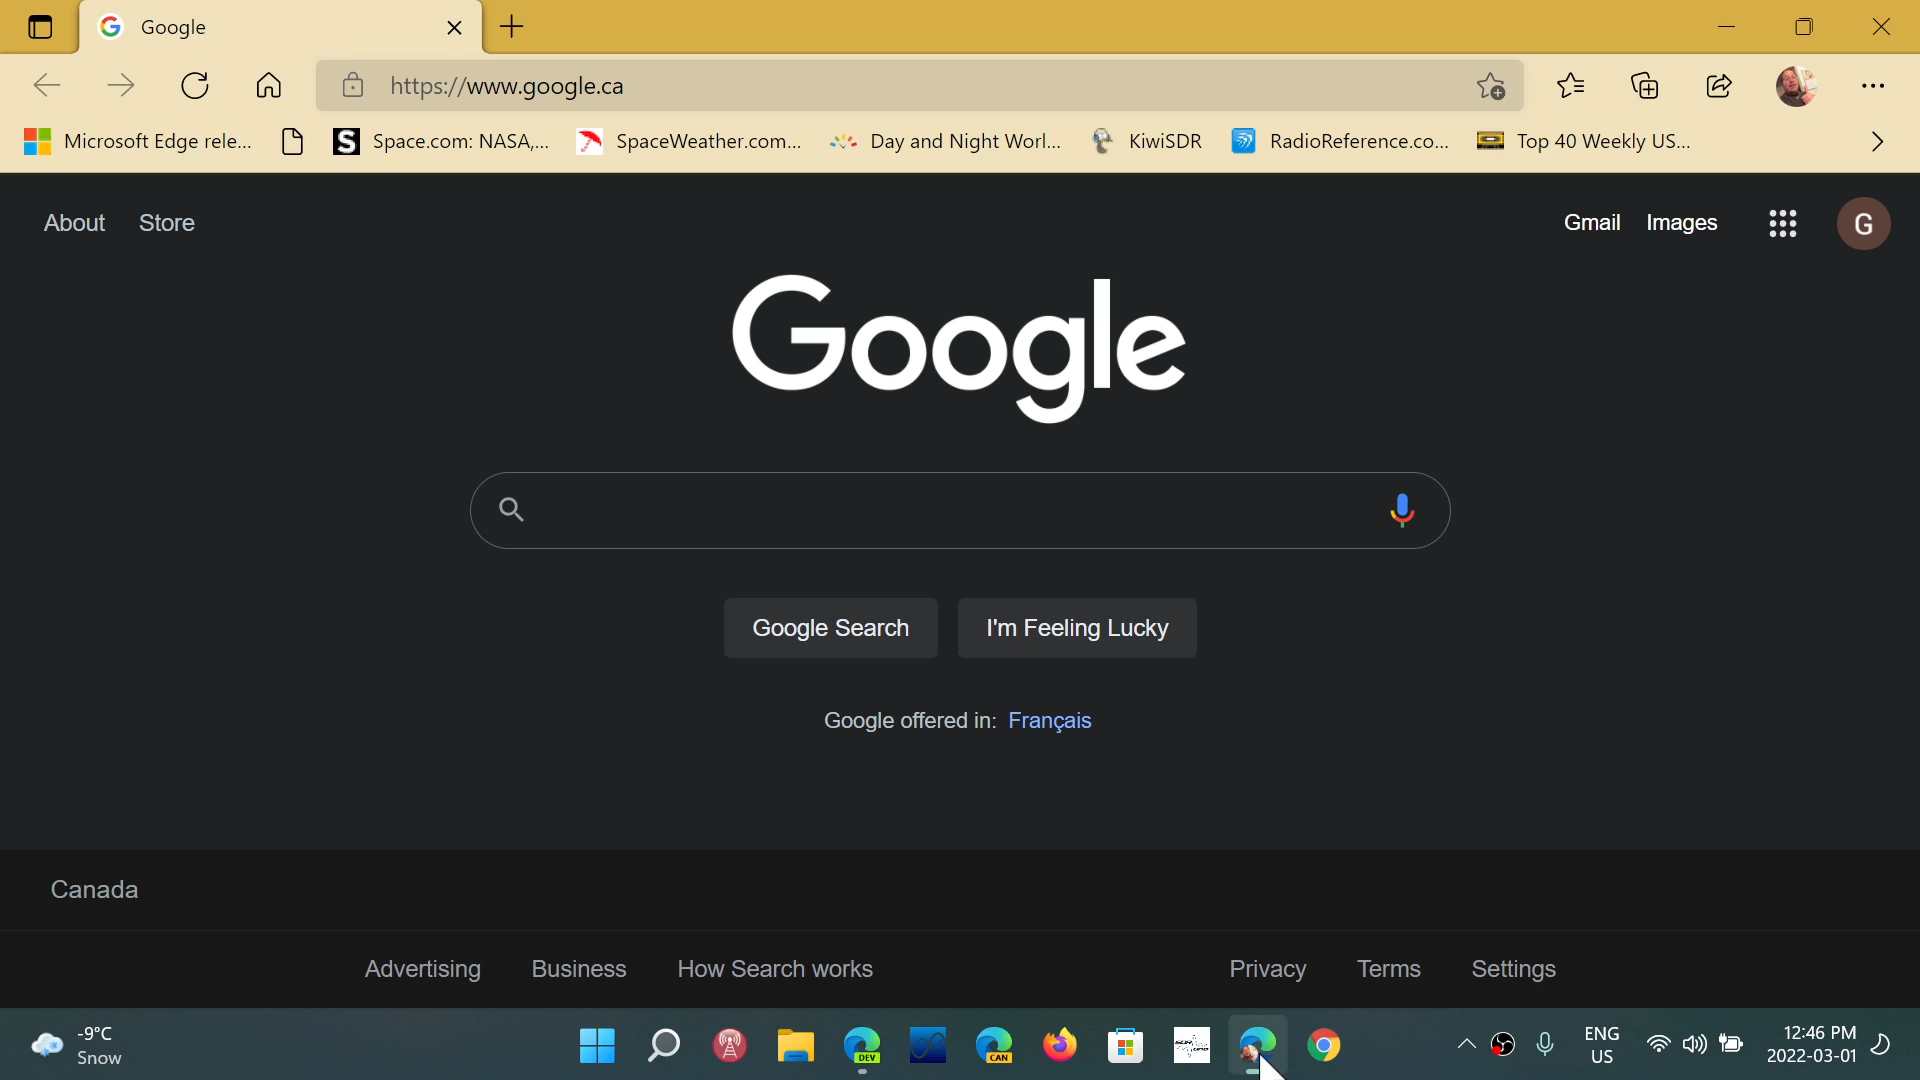 Google
https://www.google.ca
Microsoft Edge rele...
S Space.com: NASA,...
SpaceWeather.com...
Day and Night Worl...
KiwiSDR
RadioReference.co...
Top 40 Weekly US...
About Store
Gmail Images
G
Google
Google Search
I'm Feeling Lucky
Google offered in: Français
Canada
Advertising Business How Search works
Privacy Terms Settings
-9°C
Snow
DEV
CAN
ENG
US
12:46 PM
2022-03-01